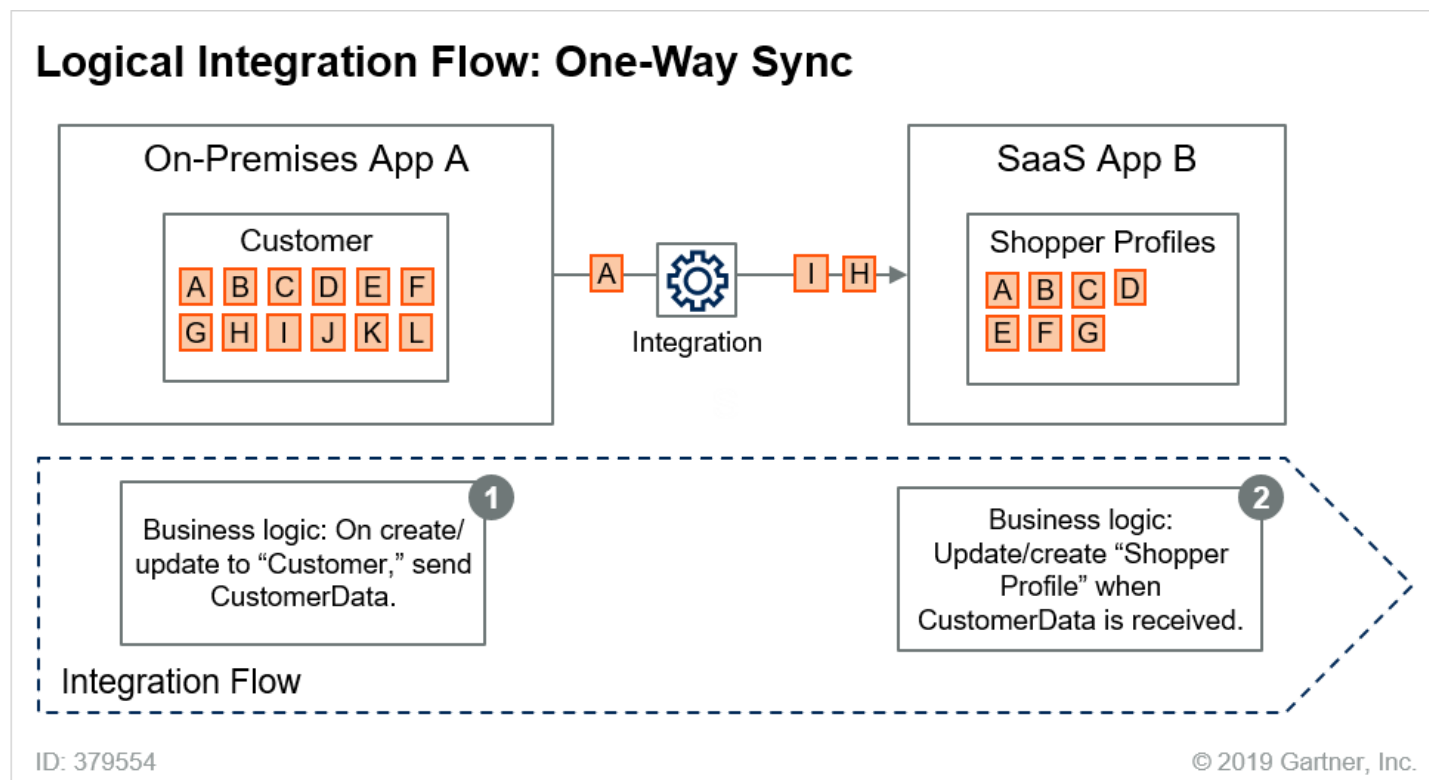 Logical Integration Flow: One-Way Sync
On-Premises App A
Customer
A B C D E F
G H I J K L
A
Integration
I H
SaaS App B
Shopper Profiles
A B C D
E F G
1
Business logic: On create/
update to “Customer,” send
CustomerData.
2
Business logic:
Update/create “Shopper
Profile” when
CustomerData is received.
Integration Flow
ID: 379554
© 2019 Gartner, Inc.